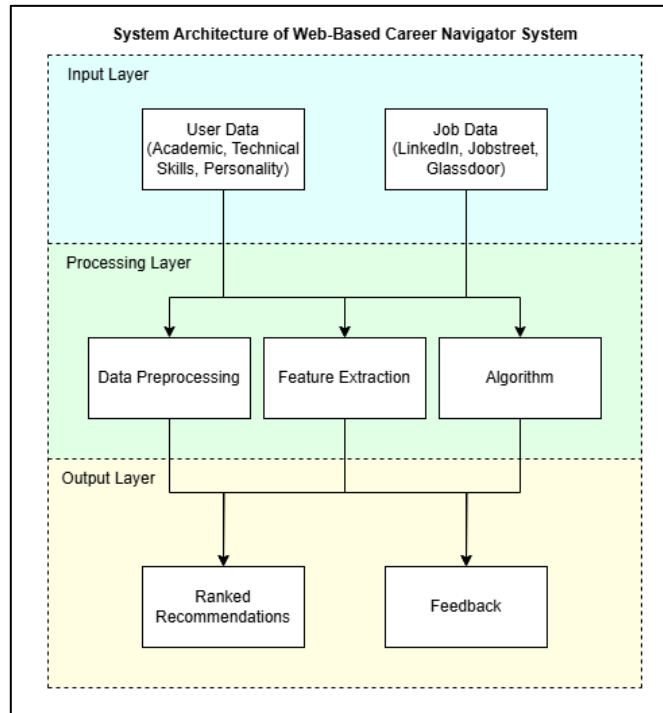 System Architecture of Web-Based Career Navigator System
Input Layer
User Data
(Academic, Technical
Skills, Personality)
Job Data
(LinkedIn, Jobstreet,
Glassdoor)
Processing Layer
Data Preprocessing
Feature Extraction
Algorithm
Output Layer
Ranked
Recommendations
Feedback